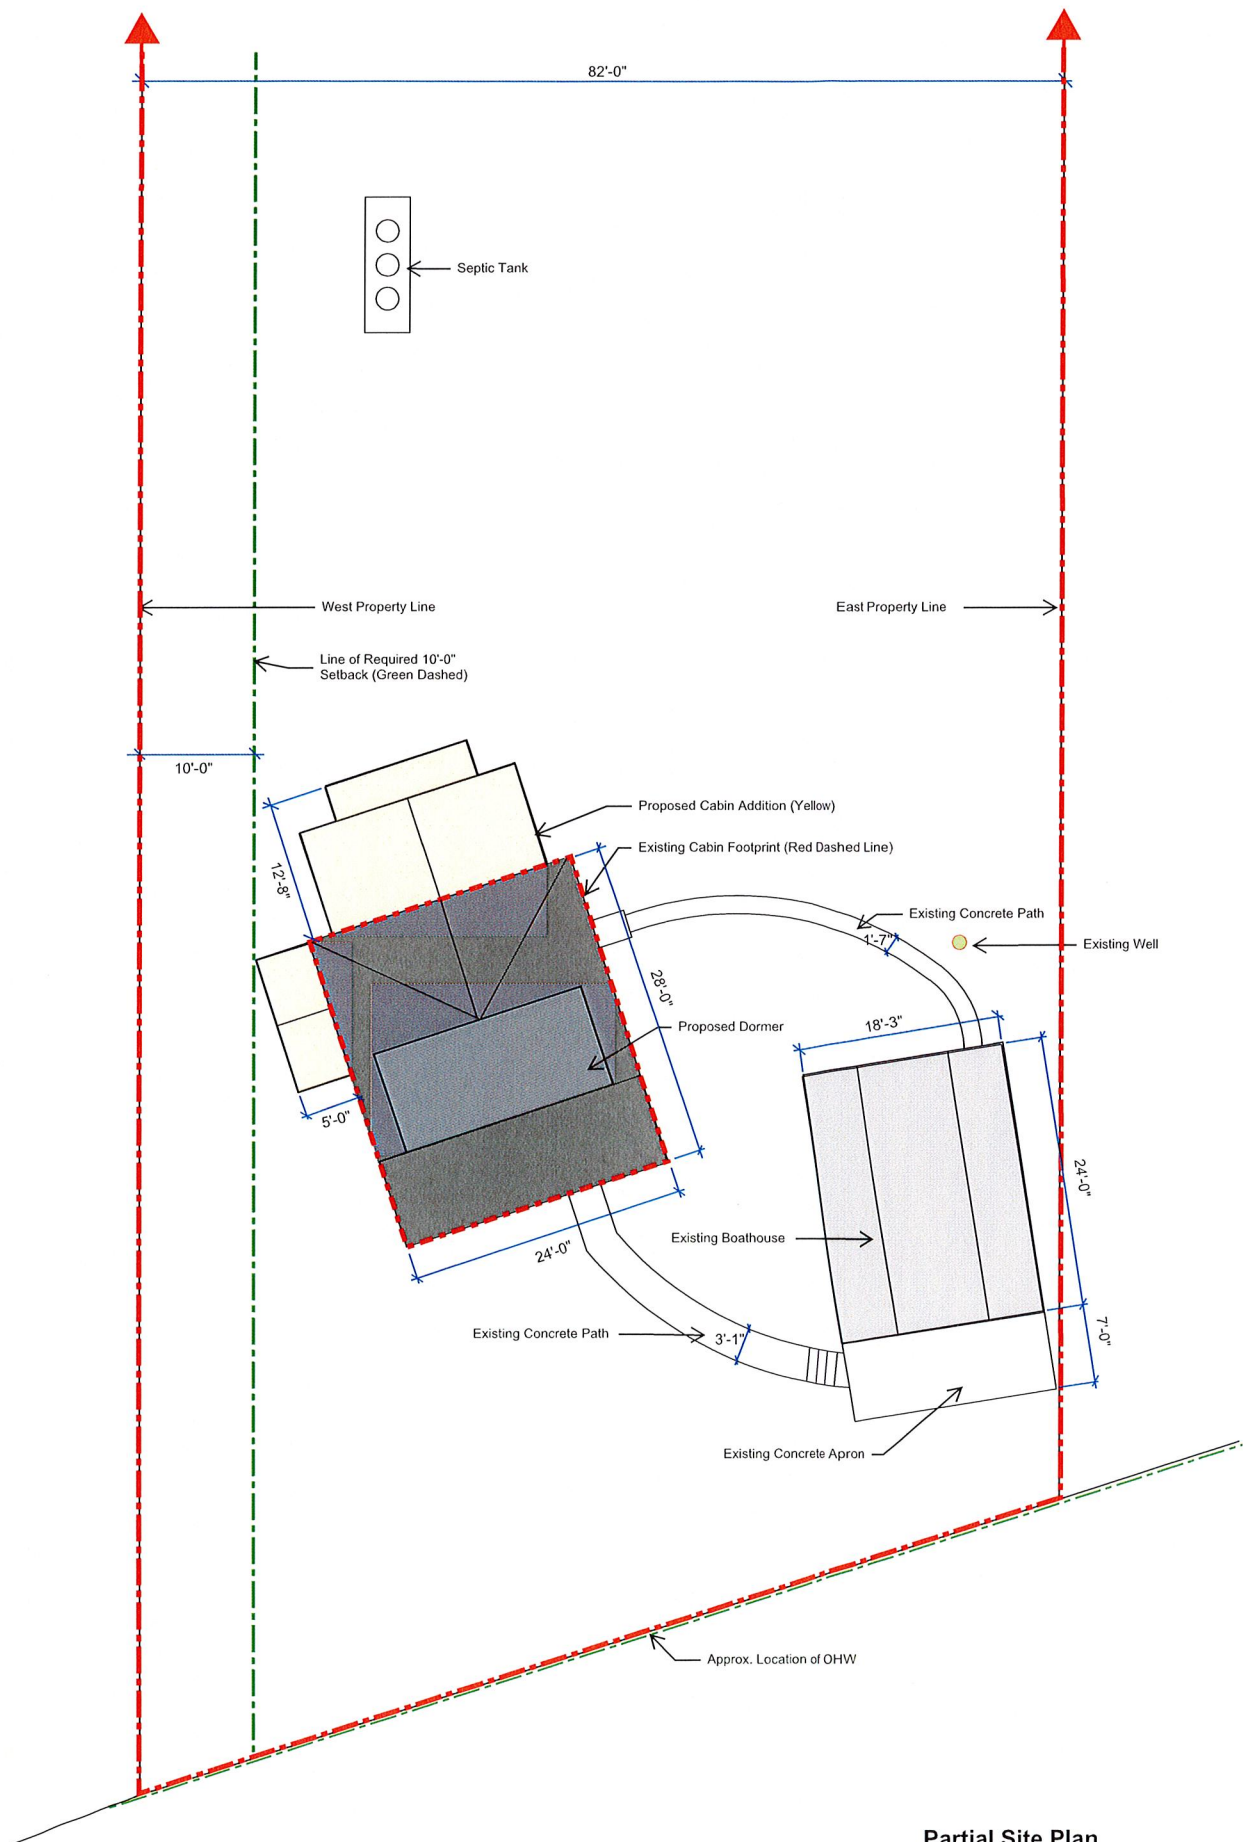 82'-0"
Septic Tank
West Property Line
East Property Line
Line of Required 10'-0"
Setback (Green Dashed)
10'-0"
Proposed Cabin Addition (Yellow)
Existing Cabin Footprint (Red Dashed Line)
12'-8"
Existing Concrete Path
1'-7"
Existing Well
28'-0"
18'-3"
Proposed Dormer
5'-0"
24'-0"
Existing Boathouse
24'-0"
7'-0"
Existing Concrete Path
3'-1"
Existing Concrete Apron
Approx. Location of OHW
Partial Site Plan